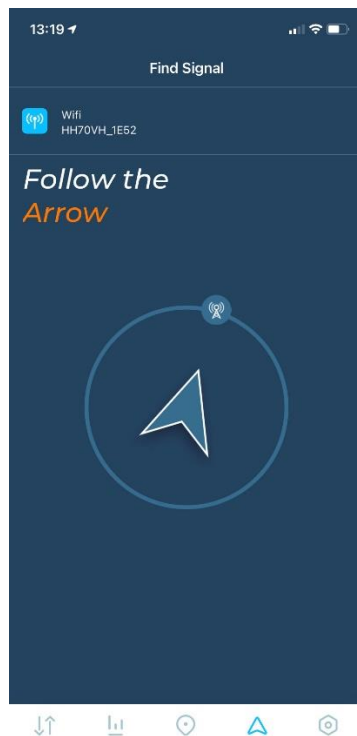 13:19
Find Signal
Wifi
HH70VH_1E52
Follow the
Arrow